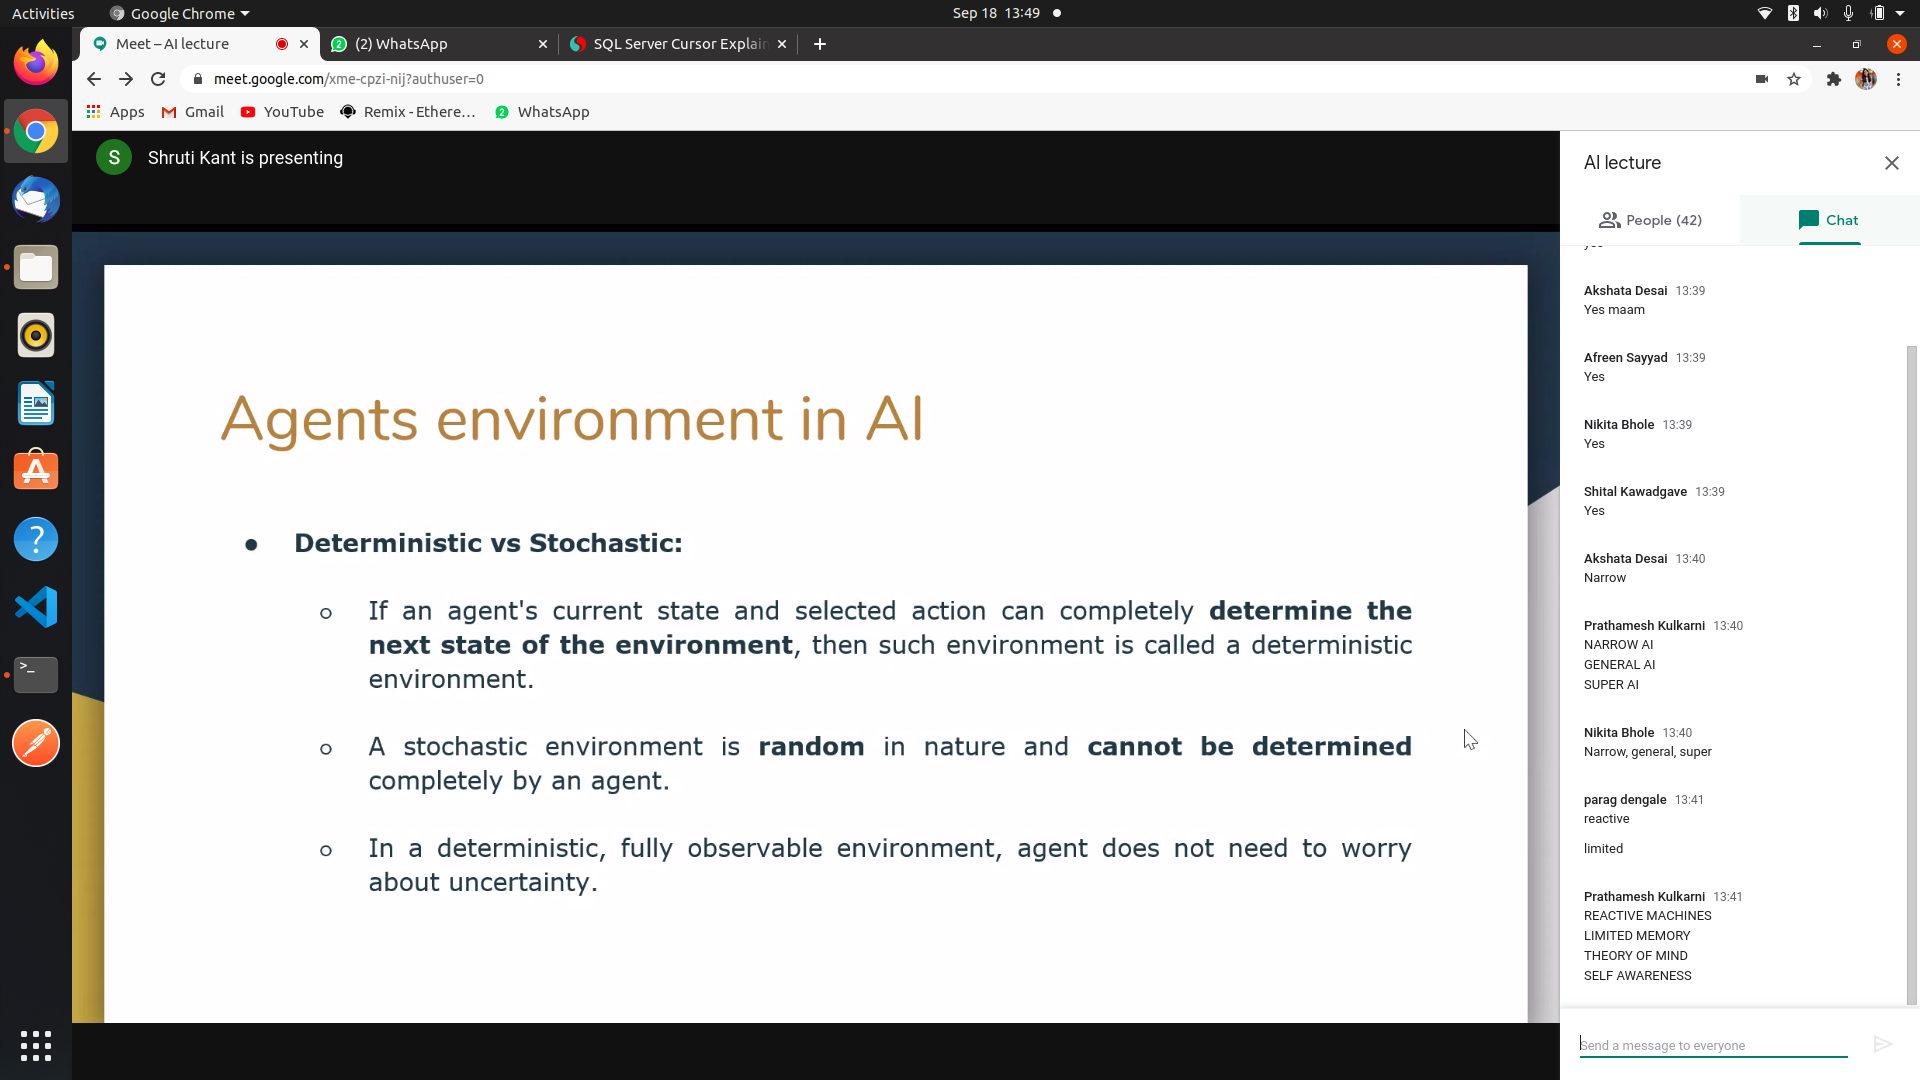 Activities
Google Chrome
Sep 18 13:49
Meet – AI lecture
(2) WhatsApp
SQL Server Cursor Explain
meet.google.com/xme-cpzi-nij?authuser=0
Apps
Gmail
YouTube
Remix - Ethere...
WhatsApp
S
Shruti Kant is presenting
Agents environment in AI
● Deterministic vs Stochastic:
○ If an agent's current state and selected action can completely determine the
next state of the environment, then such environment is called a deterministic
environment.
○ A stochastic environment is random in nature and cannot be determined
completely by an agent.
○ In a deterministic, fully observable environment, agent does not need to worry
about uncertainty.
AI lecture
People (42)
Chat
Akshata Desai 13:39
Yes maam
Afreen Sayyad 13:39
Yes
Nikita Bhole 13:39
Yes
Shital Kawadgave 13:39
Yes
Akshata Desai 13:40
Narrow
Prathamesh Kulkarni 13:40
NARROW AI
GENERAL AI
SUPER AI
Nikita Bhole 13:40
Narrow, general, super
parag dengale 13:41
reactive
limited
Prathamesh Kulkarni 13:41
REACTIVE MACHINES
LIMITED MEMORY
THEORY OF MIND
SELF AWARENESS
Send a message to everyone